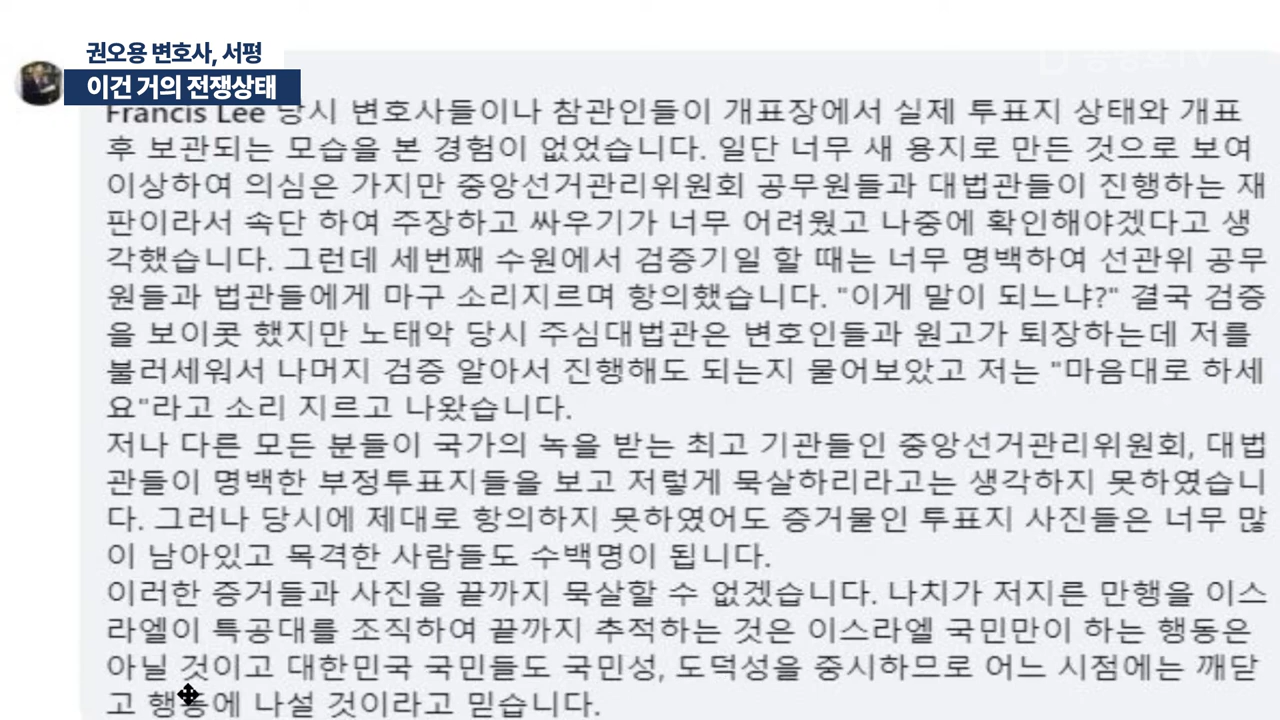 권오용 변호사, 서평
이건 거의 전쟁상태
Francis Lee 당시 변호사들이나 참관인들이 개표장에서 실제 투표지 상태와 개표
후 보관되는 모습을 본 경험이 없었습니다. 일단 너무 새 용지로 만든 것으로 보여
이상하여 의심은 가지만 중앙선거관리위원회 공무원들과 대법관들이 진행하는 재
판이라서 속단 하여 주장하고 싸우기가 너무 어려웠고 나중에 확인해야겠다고 생
각했습니다. 그런데 세번째 수원에서 검증기일 할 때는 너무 명백하여 선관위 공무
원들과 법관들에게 마구 소리지르며 항의했습니다. "이게 말이 되느냐?" 결국 검증
을 보이콧 했지만 노태악 당시 주심대법관은 변호인들과 원고가 퇴장하는데 저를
불러세워서 나머지 검증 알아서 진행해도 되는지 물어보았고 저는 "마음대로 하세
요"라고 소리 지르고 나왔습니다.
저나 다른 모든 분들이 국가의 녹을 받는 최고 기관들인 중앙선거관리위원회, 대법
관들이 명백한 부정투표지들을 보고 저렇게 묵살하리라고는 생각하지 못하였습니
다. 그러나 당시에 제대로 항의하지 못하였어도 증거물인 투표지 사진들은 너무 많
이 남아있고 목격한 사람들도 수백명이 됩니다.
이러한 증거들과 사진을 끝까지 묵살할 수 없겠습니다. 나치가 저지른 만행을 이스
라엘이 특공대를 조직하여 끝까지 추적하는 것은 이스라엘 국민만이 하는 행동은
아닐 것이고 대한민국 국민들도 국민성, 도덕성을 중시하므로 어느 시점에는 깨닫
고 행동에 나설 것이라고 믿습니다.